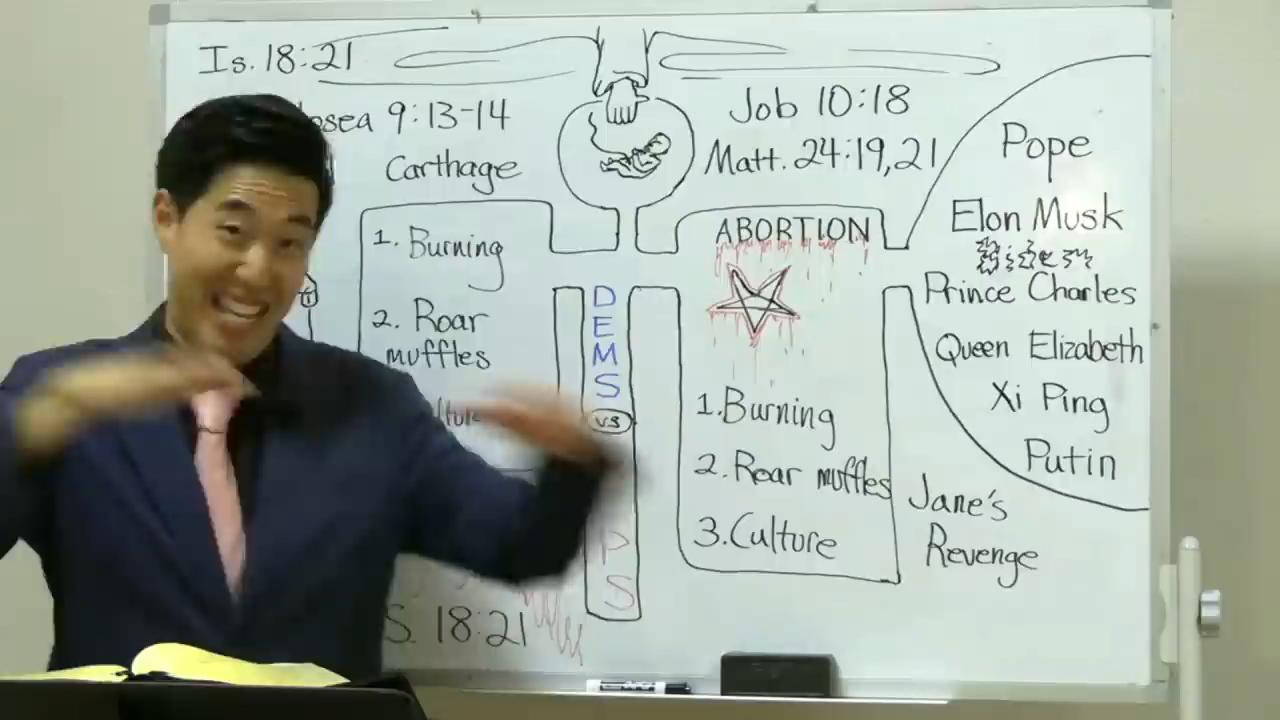 Is. 18:21
9:13-14
Carthage
1. Burning
2. Roar
muffles
DEMS
VS
PS
18:21
Job 10:18
Matt. 24:19,21
ABORTION
1. Burning
2. Roar muffles
3. Culture
Pope
Elon Musk
Prince Charles
Queen Elizabeth
Xi Ping
Putin
Jane's
Revenge